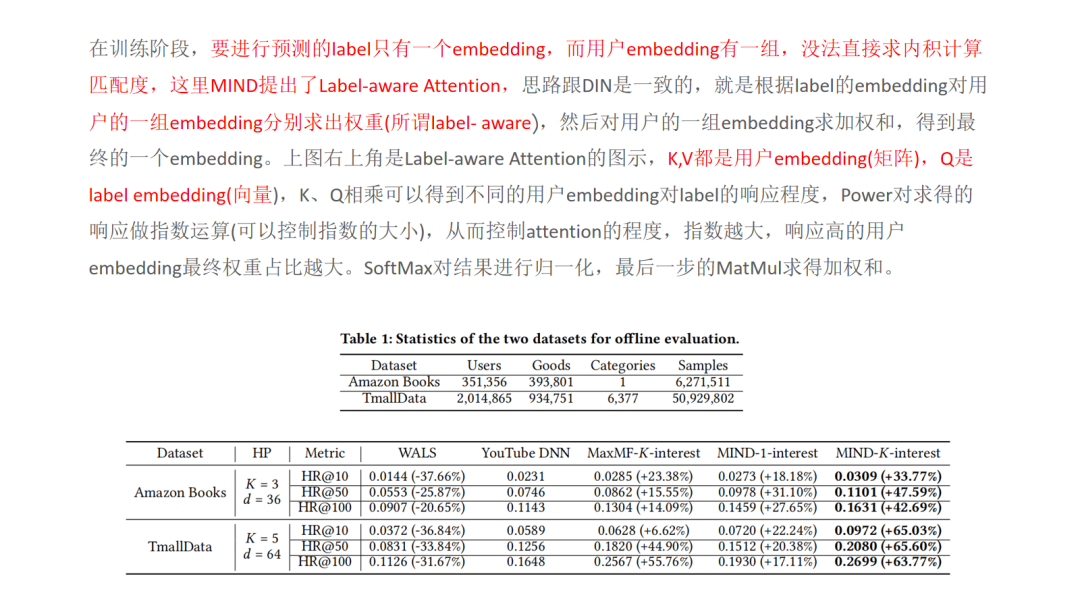 在训练阶段，要进行预测的label只有一个embedding，而用户embedding有一组，没法直接求内积计算
匹配度，这里MIND提出了Label-aware Attention，思路跟DIN是一致的，就是根据label的embedding对用
户的一组embedding分别求出权重(所谓label- aware)，然后对用户的一组embedding求加权和，得到最
终的一个embedding。上图右上角是Label-aware Attention的图示，K,V都是用户embedding(矩阵)，Q是
label embedding(向量)，K、Q相乘可以得到不同的用户embedding对label的响应程度，Power对求得的
响应做指数运算(可以控制指数的大小)，从而控制attention的程度，指数越大，响应高的用户
embedding最终权重占比越大。SoftMax对结果进行归一化，最后一步的MatMul求得加权和。
Table 1: Statistics of the two datasets for offline evaluation.
Dataset Users Goods Categories Samples
Amazon Books 351,356 393,801 1 6,271,511
TmallData 2,014,865 934,751 6,377 50,929,802
Dataset HP Metric WALS YouTube DNN MaxMF-K-interest MIND-1-interest MIND-K-interest
Amazon Books K = 3 d = 36 HR@10 0.0144 (-37.66%) 0.0231 0.0285 (+23.38%) 0.0273 (+18.18%) 0.0309 (+33.77%)
HR@50 0.0553 (-25.87%) 0.0746 0.0862 (+15.55%) 0.0978 (+31.10%) 0.1101 (+47.59%)
HR@100 0.0907 (-20.65%) 0.1143 0.1304 (+14.09%) 0.1459 (+27.65%) 0.1631 (+42.69%)
TmallData K = 5 d = 64 HR@10 0.0372 (-36.84%) 0.0589 0.0628 (+6.62%) 0.0720 (+22.24%) 0.0972 (+65.03%)
HR@50 0.0831 (-33.84%) 0.1256 0.1820 (+44.90%) 0.1512 (+20.38%) 0.2080 (+65.60%)
HR@100 0.1126 (-31.67%) 0.1648 0.2567 (+55.76%) 0.1930 (+17.11%) 0.2699 (+63.77%)